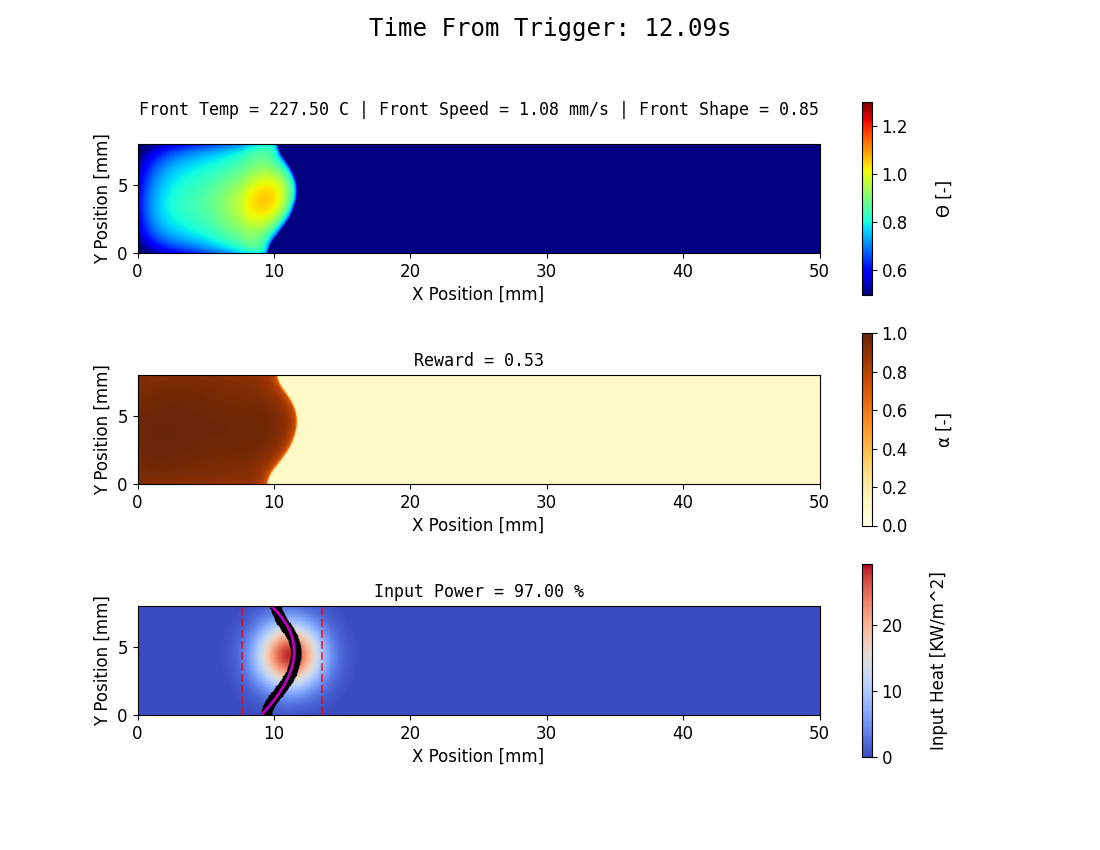 Time From Trigger: 12.09s
Front Temp = 227.50 C | Front Speed = 1.08 mm/s | Front Shape = 0.85
Y Position [mm]
5
0
0 10 20 30 40 50
X Position [mm]
1.2
1.0
0.8
0.6
Θ [-]
Reward = 0.53
Y Position [mm]
5
0
0 10 20 30 40 50
X Position [mm]
1.0
0.8
0.6
0.4
0.2
0.0
α [-]
Input Power = 97.00 %
Y Position [mm]
5
0
0 10 20 30 40 50
X Position [mm]
20
10
0
Input Heat [KW/m^2]